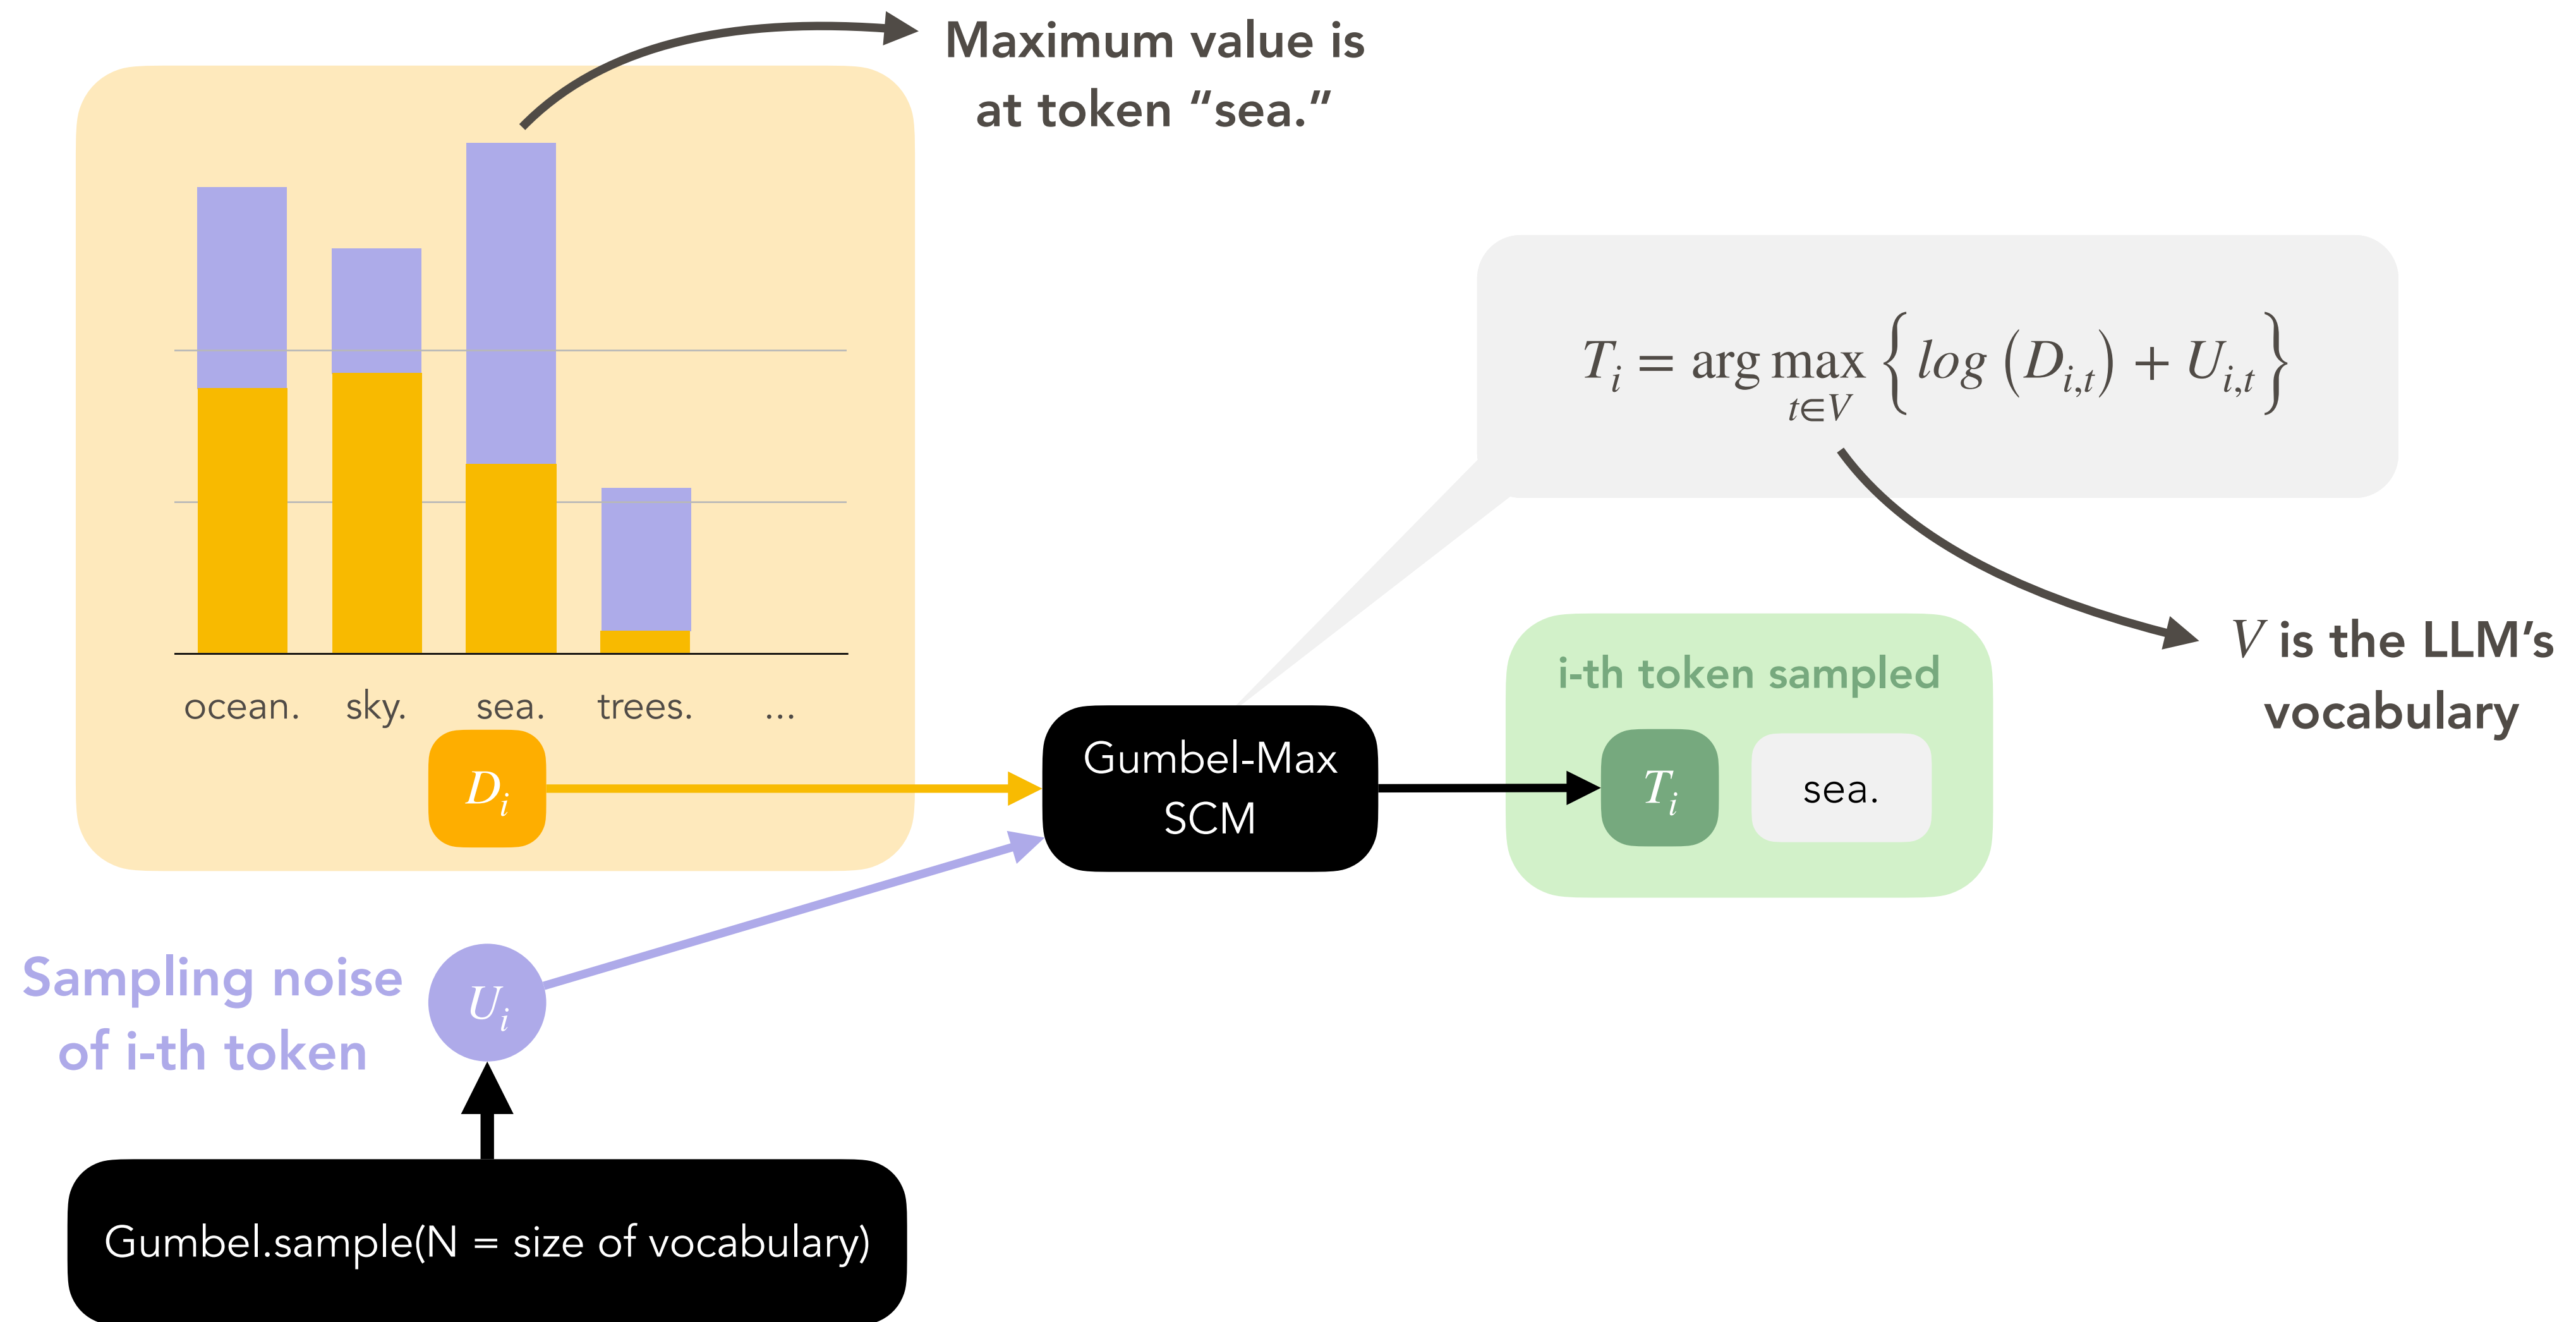 Maximum value is
at token “sea.”
T_i = arg max_{t∈V} { log (D_{i,t}) + U_{i,t} }
V is the LLM’s
vocabulary
ocean. sky. sea. trees. ...
D_i
Gumbel-Max
SCM
i-th token sampled
T_i sea.
Sampling noise
of i-th token
U_i
Gumbel.sample(N = size of vocabulary)